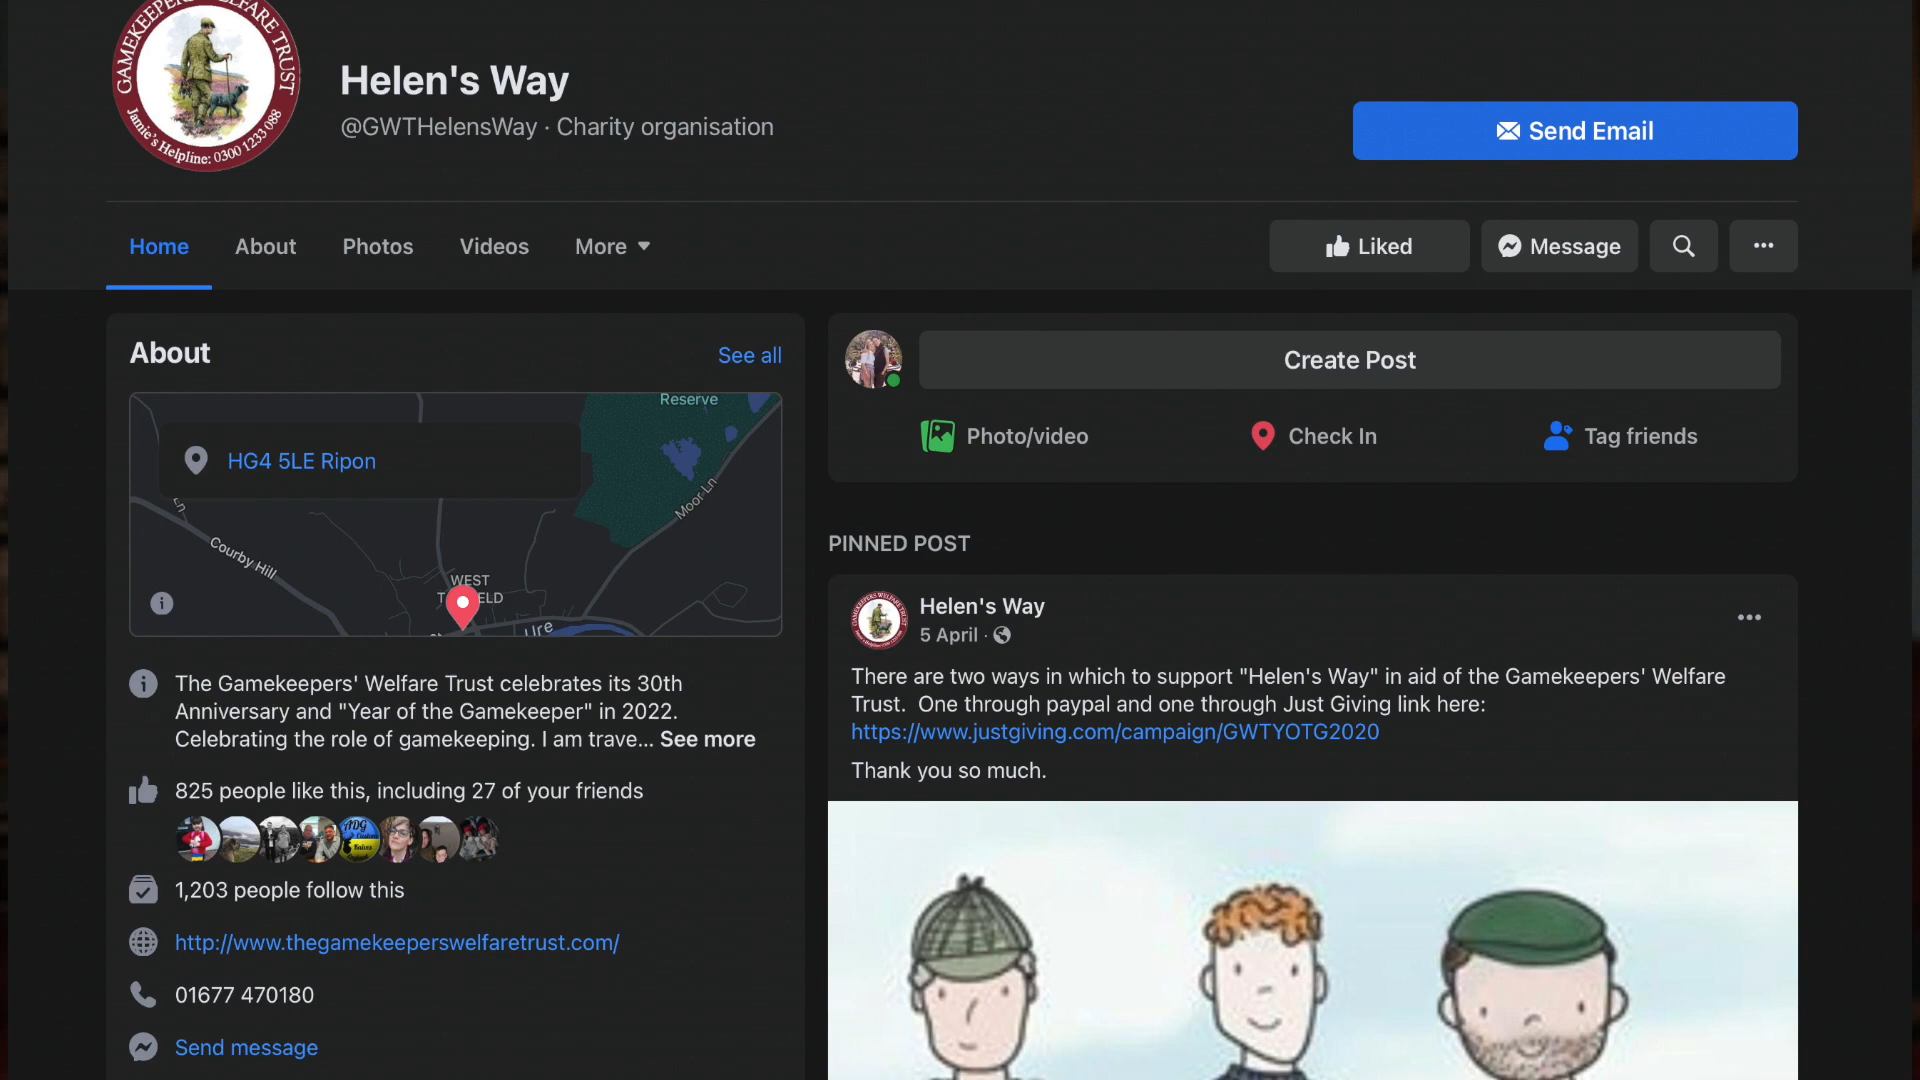 GAMEKEEPERS WELFARE TRUST
Jamie's Helpline: 0300 1233 088
Helen's Way
@GWTHelensWay · Charity organisation
Send Email
Home
About
Photos
Videos
More
Liked
Message
About
See all
Reserve
HG4 5LE Ripon
Moor Ln
Ln
Courby Hill
WEST
Ure
The Gamekeepers' Welfare Trust celebrates its 30th
Anniversary and "Year of the Gamekeeper" in 2022.
Celebrating the role of gamekeeping. I am trave... See more
825 people like this, including 27 of your friends
ADG
Custom
Knives
1,203 people follow this
http://www.thegamekeeperswelfaretrust.com/
01677 470180
Send message
Create Post
Photo/video
Check In
Tag friends
PINNED POST
Helen's Way
5 April ·
There are two ways in which to support "Helen's Way" in aid of the Gamekeepers' Welfare
Trust. One through paypal and one through Just Giving link here:
https://www.justgiving.com/campaign/GWTYOTG2020
Thank you so much.